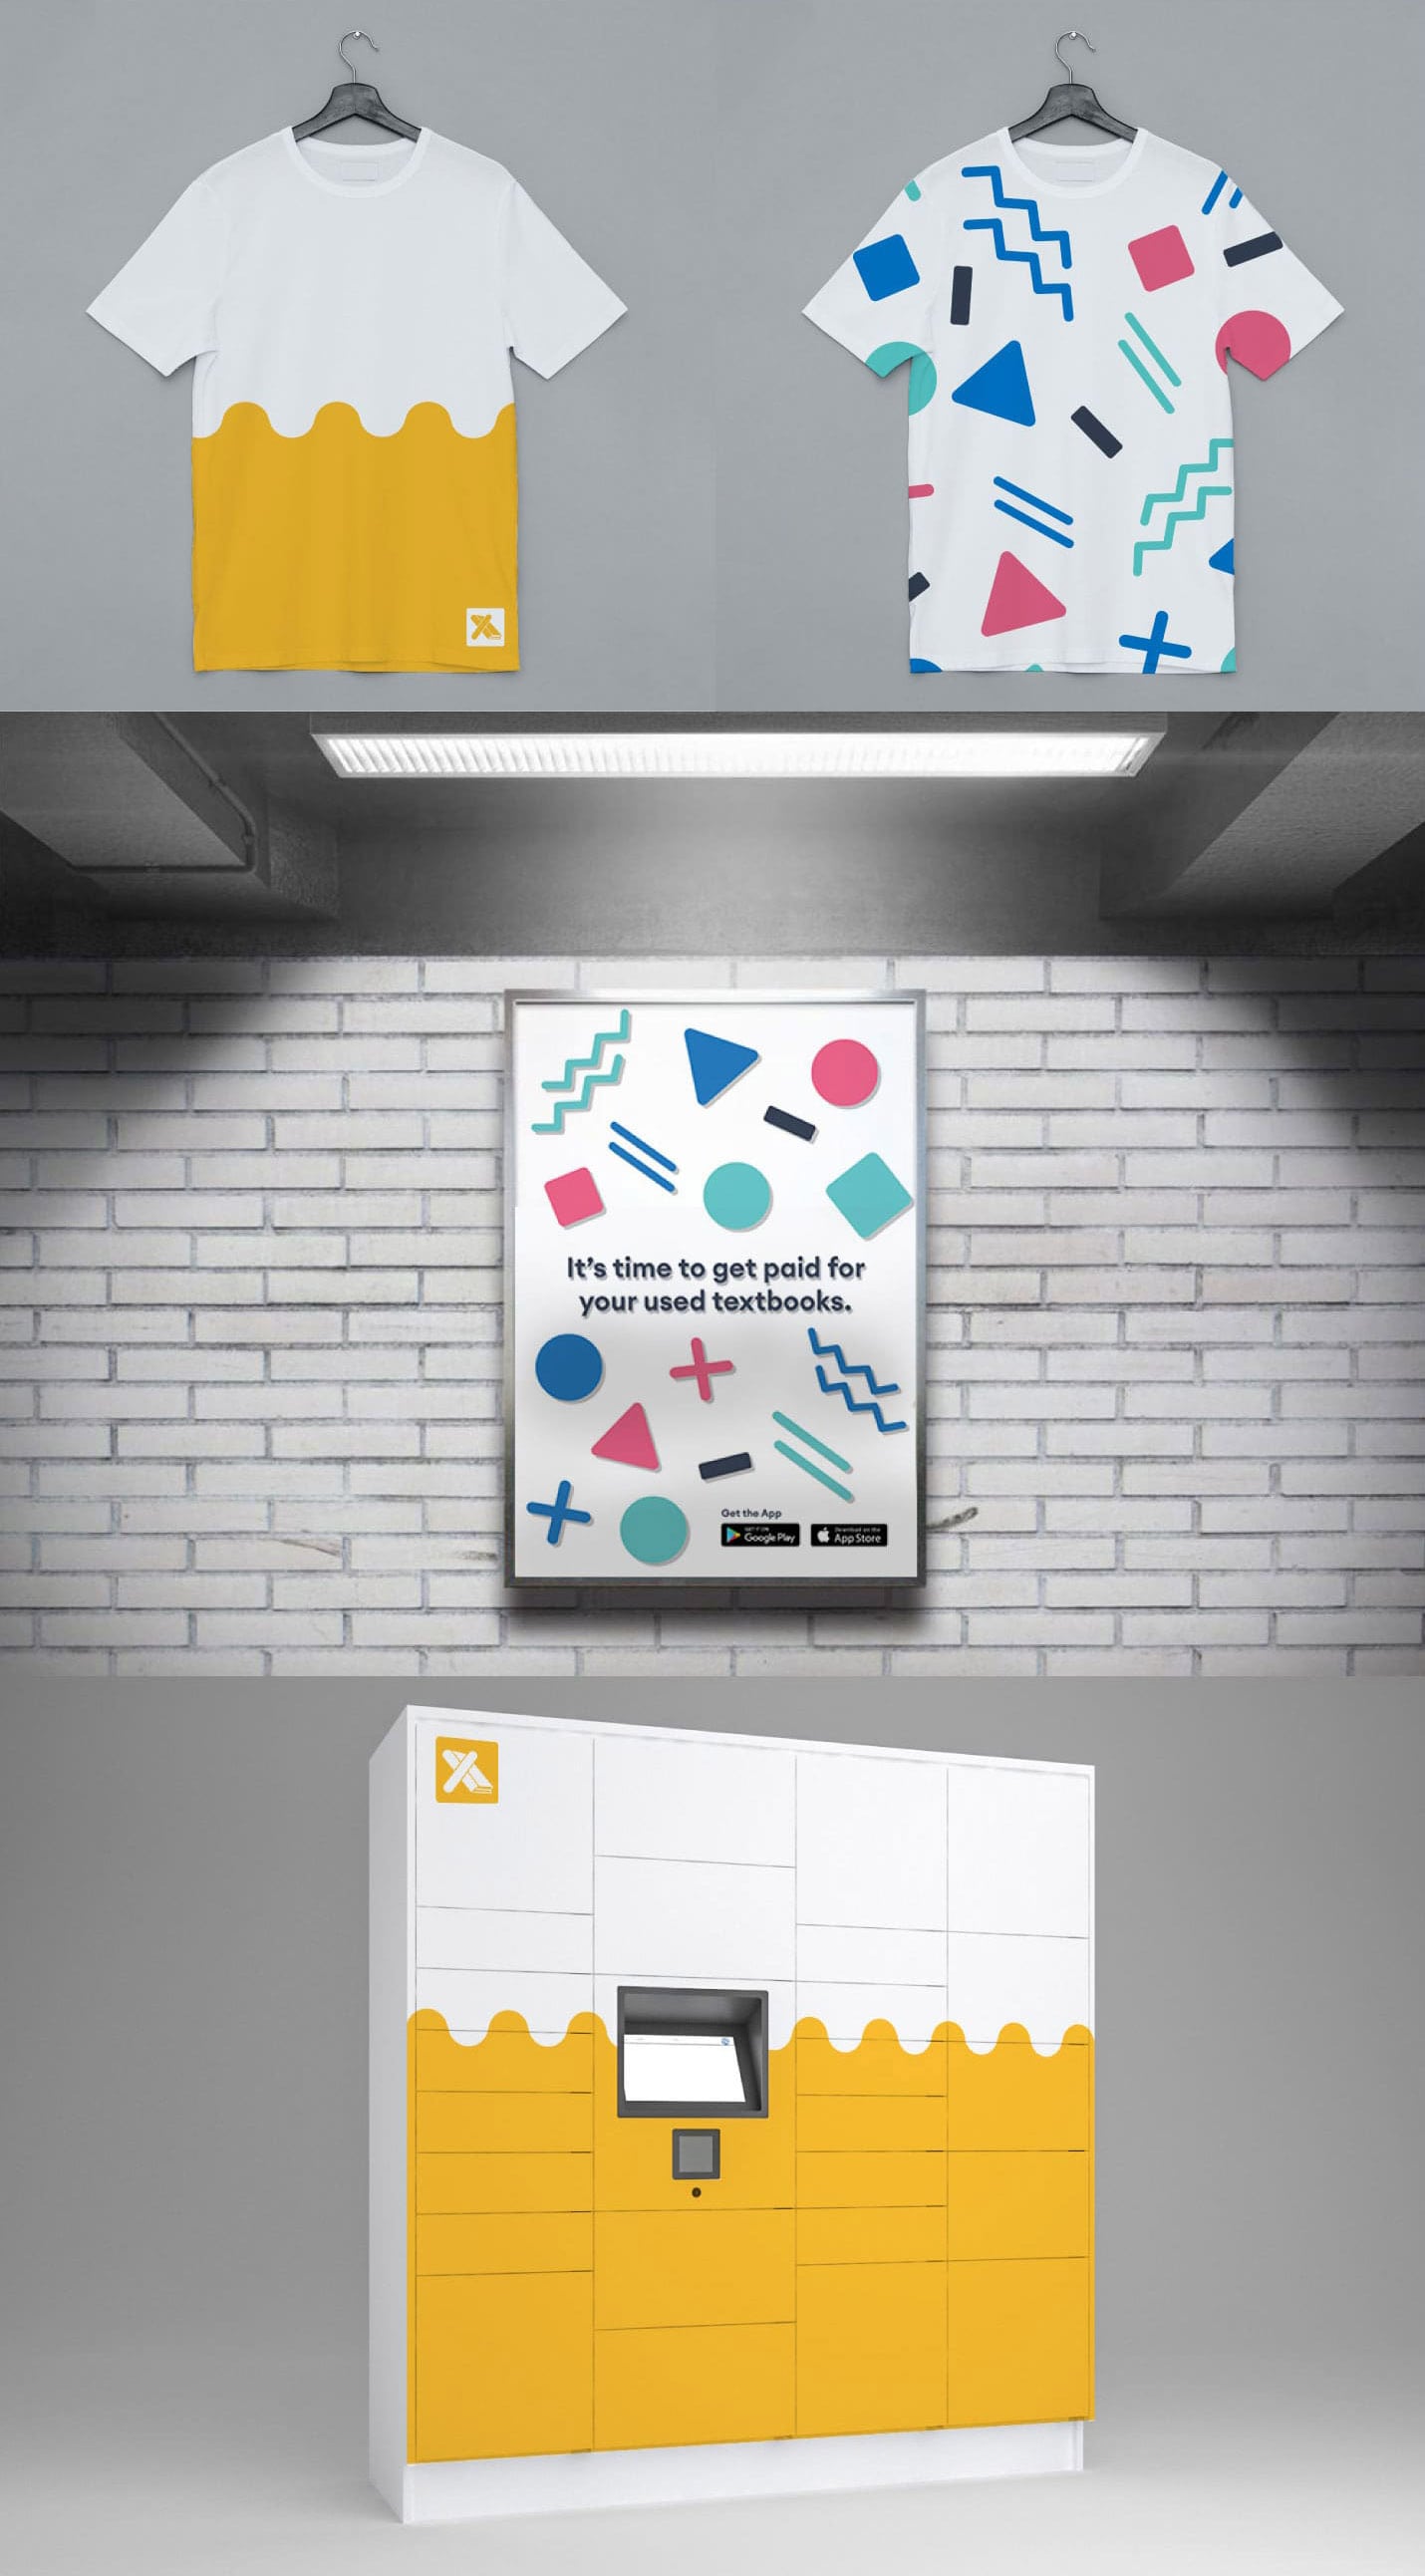 It's time to get paid for
your used textbooks.
Get the App
GET IT ON
Google Play
Download on the
App Store